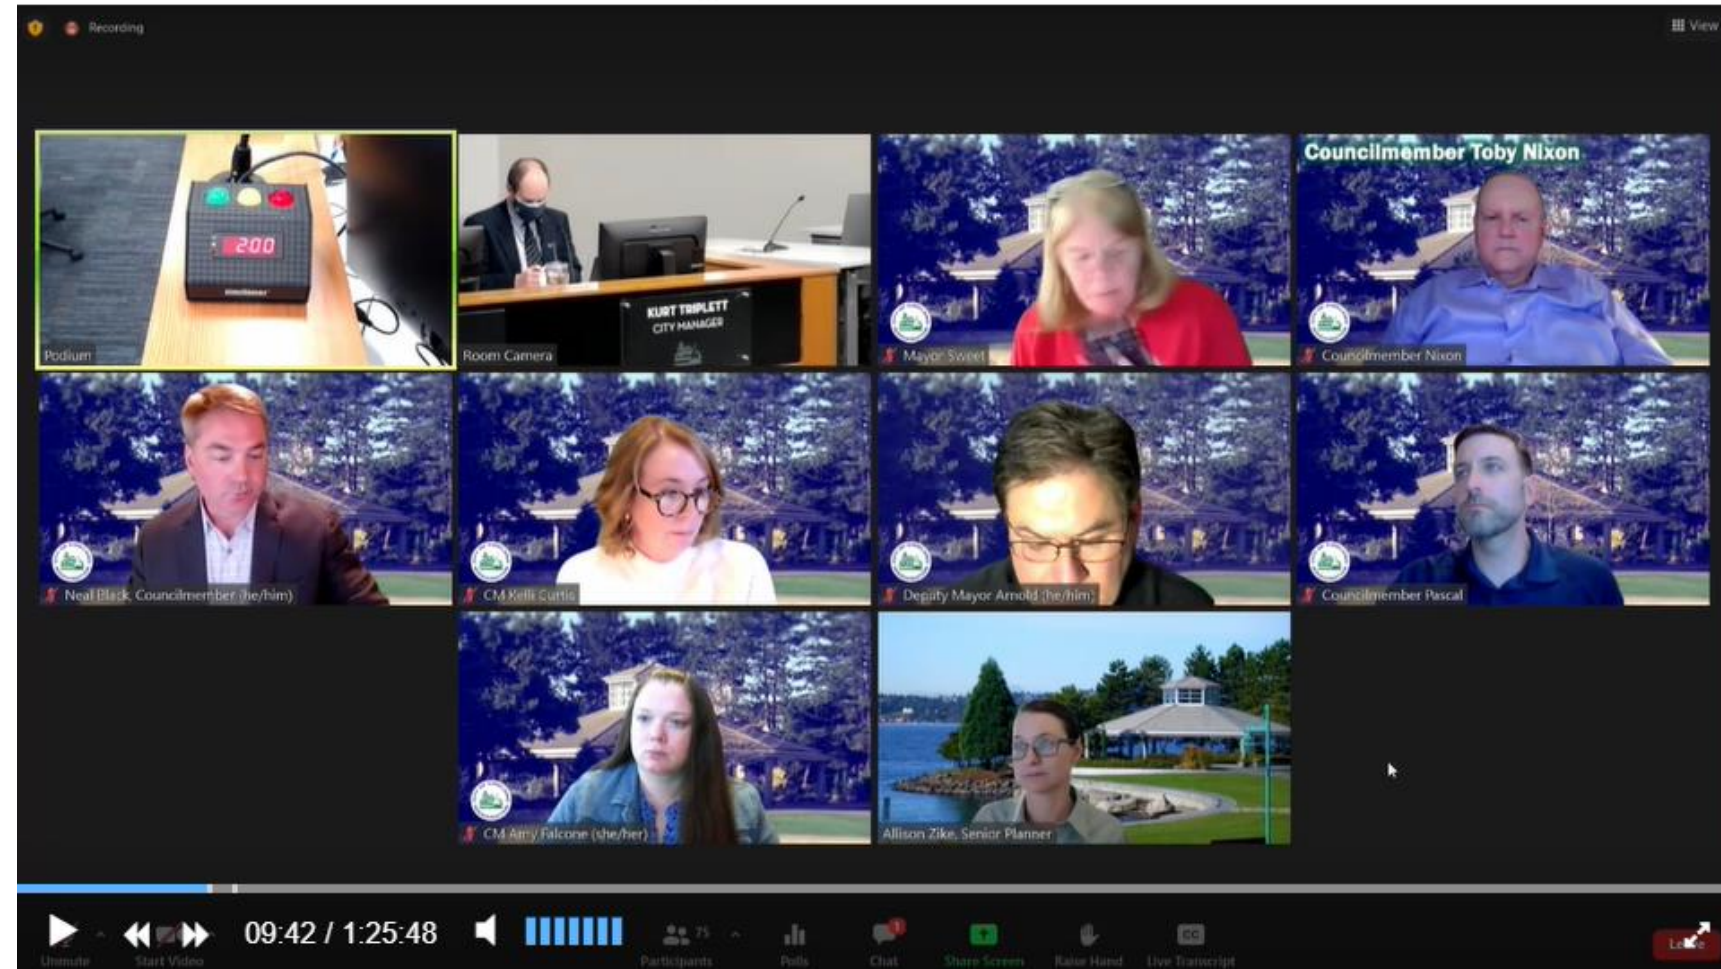 Recording
View
200
Podium
KURT TRIPLETT
CITY MANAGER
Room Camera
Mayor Sweet
Councilmember Toby Nixon
Councilmember Nixon
Neal Black, Councilmember (he/him)
CM Kelli Curtis
Deputy Mayor Arnold (he/him)
Councilmember Pascal
CM Amy Falcone (she/her)
Allison Zike, Senior Planner
09:42 / 1:25:48
75
1
CC
Leave
Unmute
Start Video
Participants
Polls
Chat
Share Screen
Raise Hand
Live Transcript